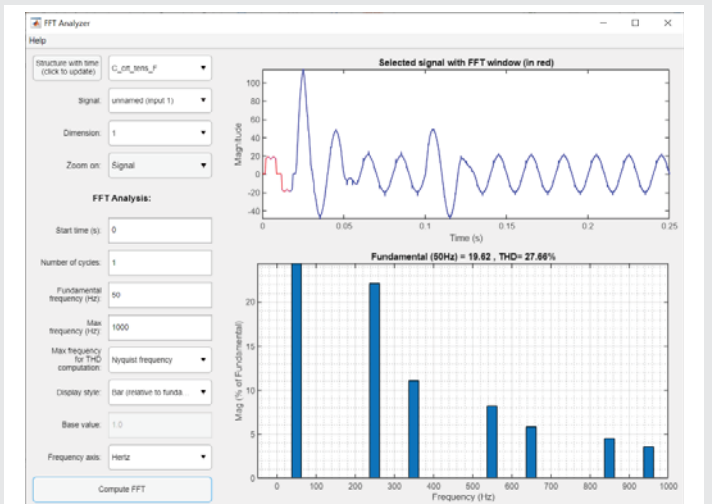 FFT Analyzer
Help
Structure with time
(click to update)
C_crt_tens_F
Signal:
unnamed (input 1)
Dimension:
1
Zoom on:
Signal
FFT Analysis:
Start time (s):
0
Number of cycles:
1
Fundamental
frequency (Hz):
50
Max
frequency (Hz):
1000
Max frequency
for THD
computation:
Nyquist frequency
Display style:
Bar (relative to funda...
Base value:
1.0
Frequency axis:
Hertz
Compute FFT
Selected signal with FFT window (in red)
Magnitude
100
80
60
40
20
0
-20
-40
0 0.05 0.1 0.15 0.2 0.25
Time (s)
Fundamental (50Hz) = 19.62 , THD= 27.66%
Mag (% of Fundamental)
20
15
10
5
0
0 100 200 300 400 500 600 700 800 900 1000
Frequency (Hz)